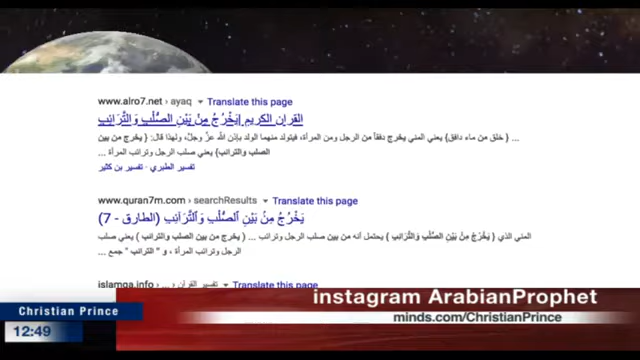 www.alro7.net › ayaq ▼ Translate this page
القرآن الكريم |يَخْرُجُ مِنْ بَيْنِ الصُّلْبِ وَالتَّرَائِبِ
... ( خلق من ماء دافق) يعني المني يخرج دفقاً من الرجل ومن المرأة، فيتولد منهما الولد بإذن الله عزّ وجلّ، ولهذا قال: { يخرج من بين
الصلب والترائب) يعني صلب الرجل وترائب المرأة ...
تفسير الطبري · تفسير بن كثير
www.quran7m.com › searchResults ▼ Translate this page
يَخْرُجُ مِنْ بَيْنِ الصُّلْبِ وَالتَّرَائِبِ (الطارق - 7)
المني الذي { يَخْرُجُ مِنْ بَيْنِ الصُّلْبِ وَالتَّرَائِبِ } يحتمل أنه من بين صلب الرجل وترائب ... ( يخرج من بين الصلب والترائب ) يعني صلب
الرجل وترائب المرأة ، و " الترائب " جمع ...
islamqa.info › ... › تفسير القرآن و ▼ Translate this page
instagram ArabianProphet
Christian Prince
minds.com/ChristianPrince
12:49